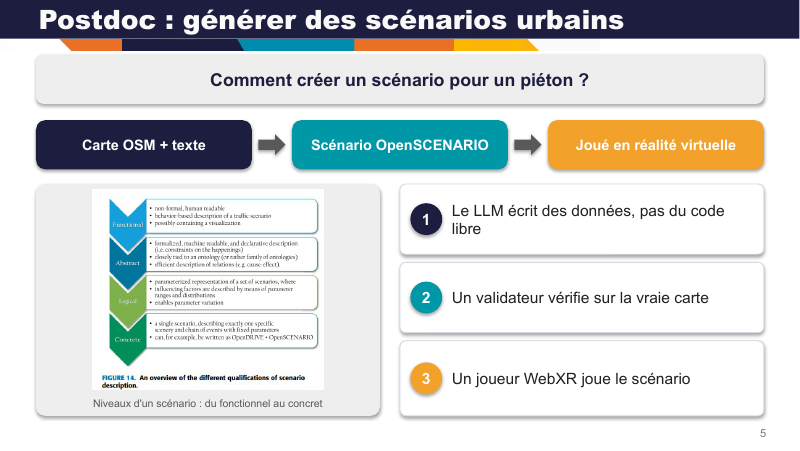 Postdoc : générer des scénarios urbains
Comment créer un scénario pour un piéton ?
Carte OSM + texte
Scénario OpenSCENARIO
Joué en réalité virtuelle
Functional
• non-formal, human readable
• behavior-based description of a traffic scenario
• possibly containing a visualization
Abstract
• formalized, machine readable, and declarative description
(i.e. constraints on the happenings)
• closely tied to an ontology (or rather family of ontologies)
• efficient description of relations (e.g. cause-effect).
Logical
• parameterized representation of a set of scenarios, where
• influencing factors are described by means of parameter
ranges and distributions
• enables parameter variation
Concrete
• a single scenario, describing exactly one specific
scenery and chain of events with fixed parameters
• can, for example, be written as OpenDRIVE + OpenSCENARIO
FIGURE 14. An overview of the different qualifications of scenario
description.
Niveaux d'un scénario : du fonctionnel au concret
1
Le LLM écrit des données, pas du code
libre
2
Un validateur vérifie sur la vraie carte
3
Un joueur WebXR joue le scénario
5